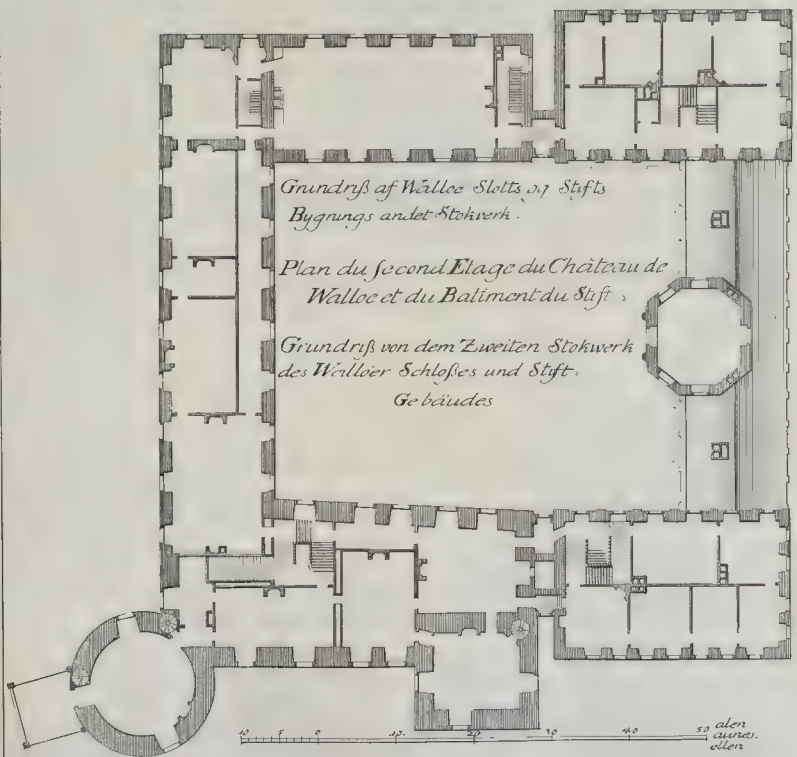 Grundriß af Walloe Slotts og Stifts
Bygnings andet Stokwerk.
Plan du second Etage du Château de
Walloe et du Batiment du Stift.
Grundriß von dem Zweiten Stokwerk
des Walloer Schloßes und Stift-
Gebäudes
10 5 0 10. 20 30 40 50 alen
aunes.
ellen